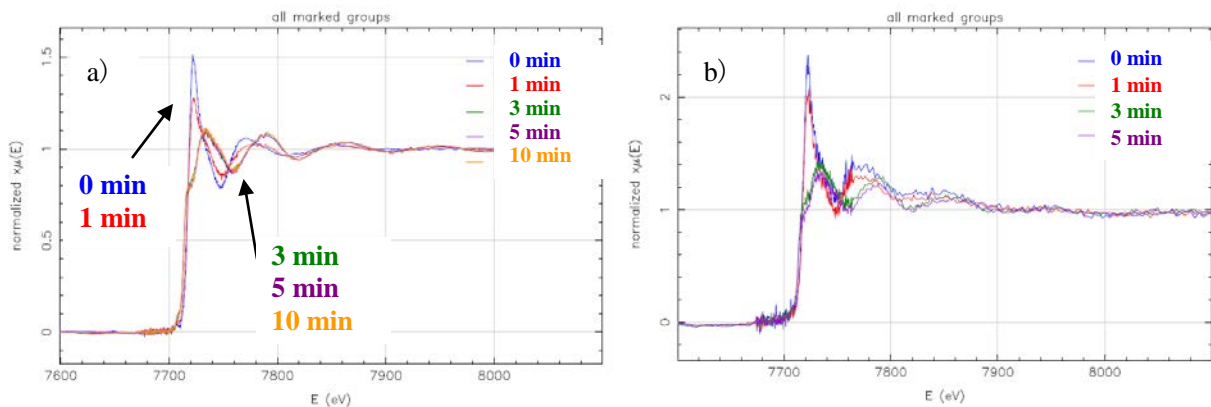 all marked groups
a)
normalized xμ(E)
1.5
1
0.5
0
0 min
1 min
3 min
5 min
10 min
0 min
1 min
3 min
5 min
10 min
7600
7700
7800
7900
8000
E (eV)
all marked groups
b)
normalized xμ(E)
2
1
0
0 min
1 min
3 min
5 min
7700
7800
7900
8000
E (eV)